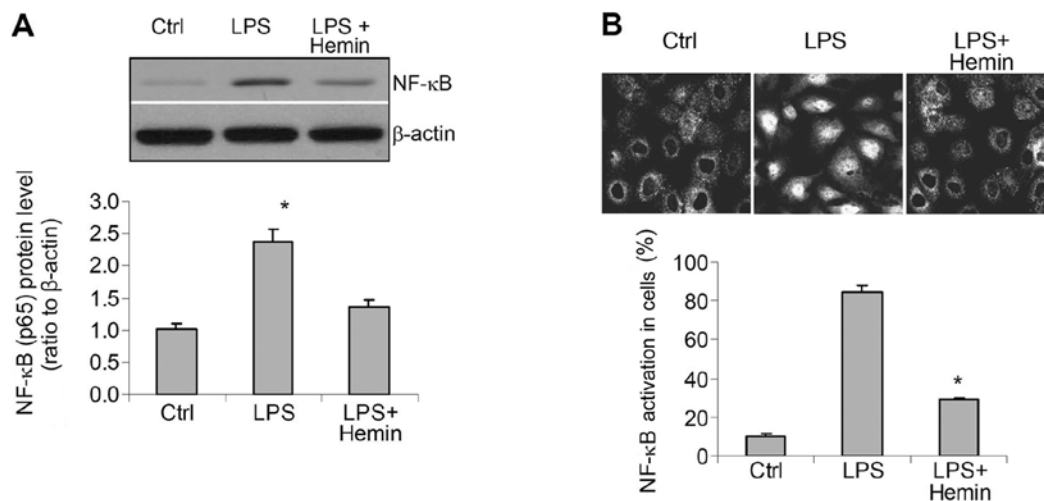 A
Ctrl LPS LPS +
Hemin
NF-κB
β-actin
NF-κB (p65) protein level
(ratio to β-actin)
3.0
2.5
2.0
1.5
1.0
0.5
0.0
*
Ctrl LPS LPS+
Hemin
B
Ctrl LPS LPS+
Hemin
NF-κB activation in cells (%)
100
80
60
40
20
0
*
Ctrl LPS LPS+
Hemin